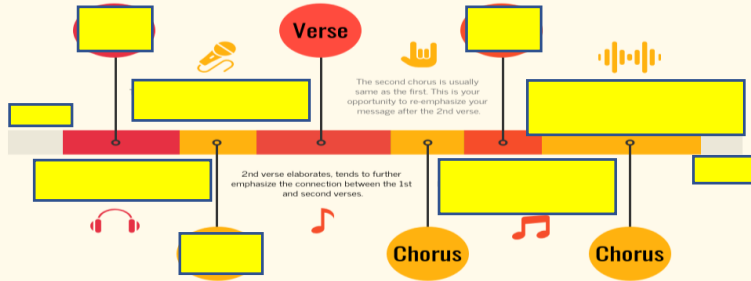 Verse
The second chorus is usually
same as the first. This is your
opportunity to re-emphasize your
message after the 2nd verse.
2nd verse elaborates, tends to further
emphasize the connection between the 1st
and second verses.
Chorus
Chorus